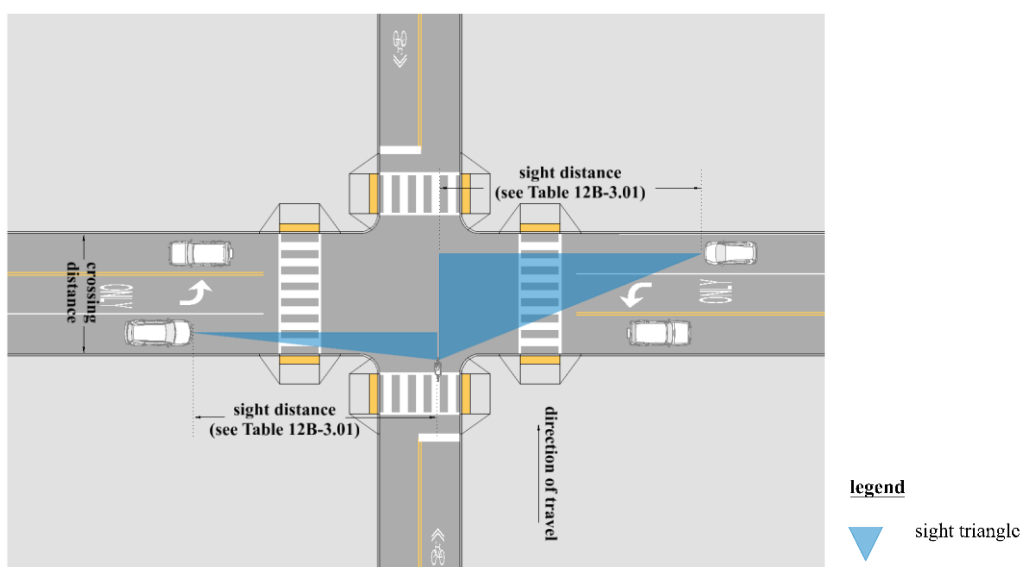 sight distance
(see Table 12B-3.01)
crossing
distance
ONLY
ONLY
sight distance
(see Table 12B-3.01)
direction of travel
legend
sight triangle